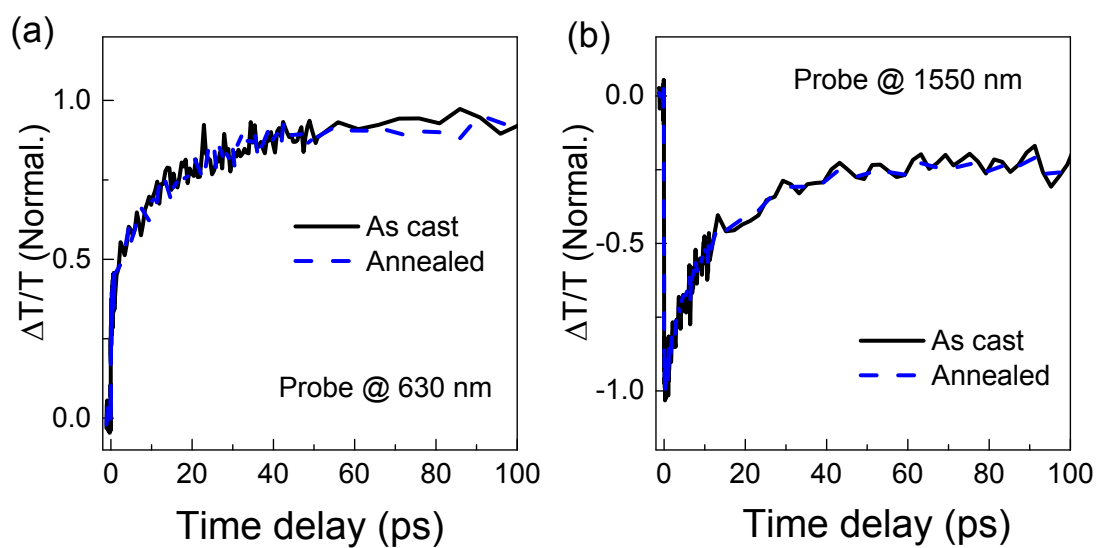 (a)
ΔT/T (Normal.)
1.0
0.5
0.0
As cast
Annealed
Probe @ 630 nm
0 20 40 60 80 100
Time delay (ps)
(b)
ΔT/T (Normal.)
0.0
-0.5
-1.0
Probe @ 1550 nm
As cast
Annealed
0 20 40 60 80 100
Time delay (ps)